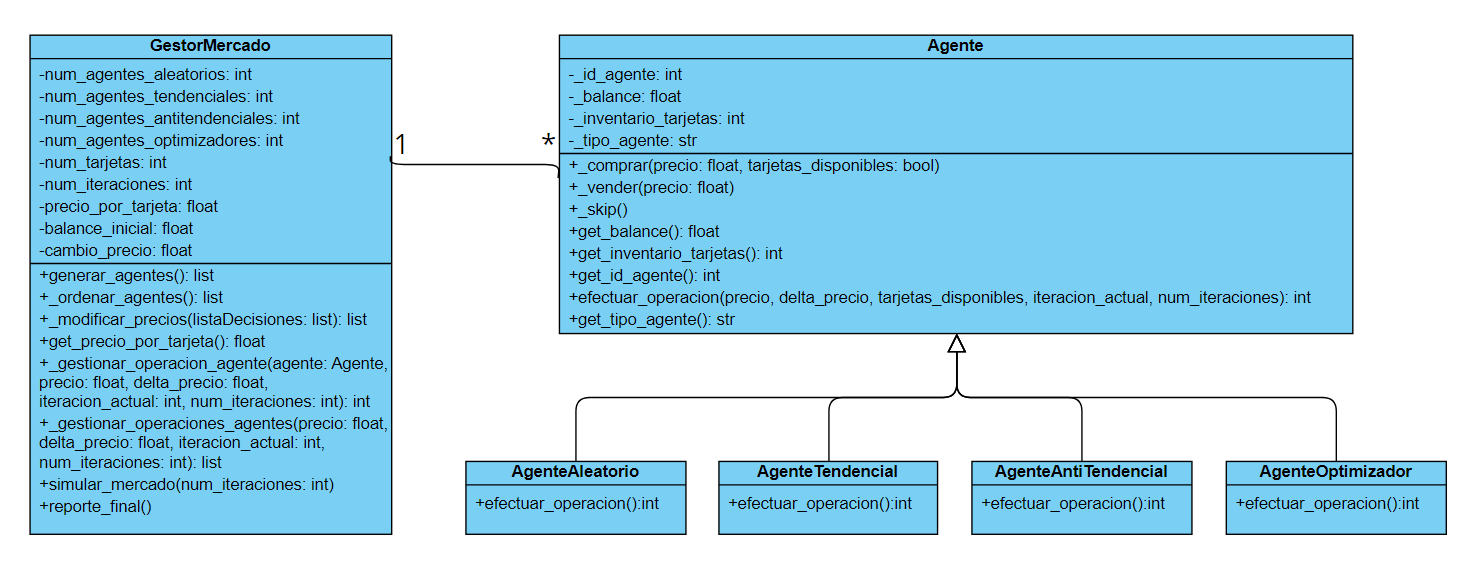 GestorMercado
-num_agentes_aleatorios: int
-num_agentes_tendenciales: int
-num_agentes_antitendenciales: int
-num_agentes_optimizadores: int
-num_tarjetas: int
-num_iteraciones: int
-precio_por_tarjeta: float
-balance_inicial: float
-cambio_precio: float
+generar_agentes(): list
+_ordenar_agentes(): list
+_modificar_precios(listaDecisiones: list): list
+get_precio_por_tarjeta(): float
+_gestionar_operacion_agente(agente: Agente,
precio: float, delta_precio: float,
iteracion_actual: int, num_iteraciones: int): int
+_gestionar_operaciones_agentes(precio: float,
delta_precio: float, iteracion_actual: int,
num_iteraciones: int): list
+simular_mercado(num_iteraciones: int)
+reporte_final()
1
*
Agente
-_id_agente: int
-_balance: float
-_inventario_tarjetas: int
-_tipo_agente: str
+_comprar(precio: float, tarjetas_disponibles: bool)
+_vender(precio: float)
+_skip()
+get_balance(): float
+get_inventario_tarjetas(): int
+get_id_agente(): int
+efectuar_operacion(precio, delta_precio, tarjetas_disponibles, iteracion_actual, num_iteraciones): int
+get_tipo_agente(): str
AgenteAleatorio
+efectuar_operacion():int
AgenteTendencial
+efectuar_operacion():int
AgenteAntiTendencial
+efectuar_operacion():int
AgenteOptimizador
+efectuar_operacion():int